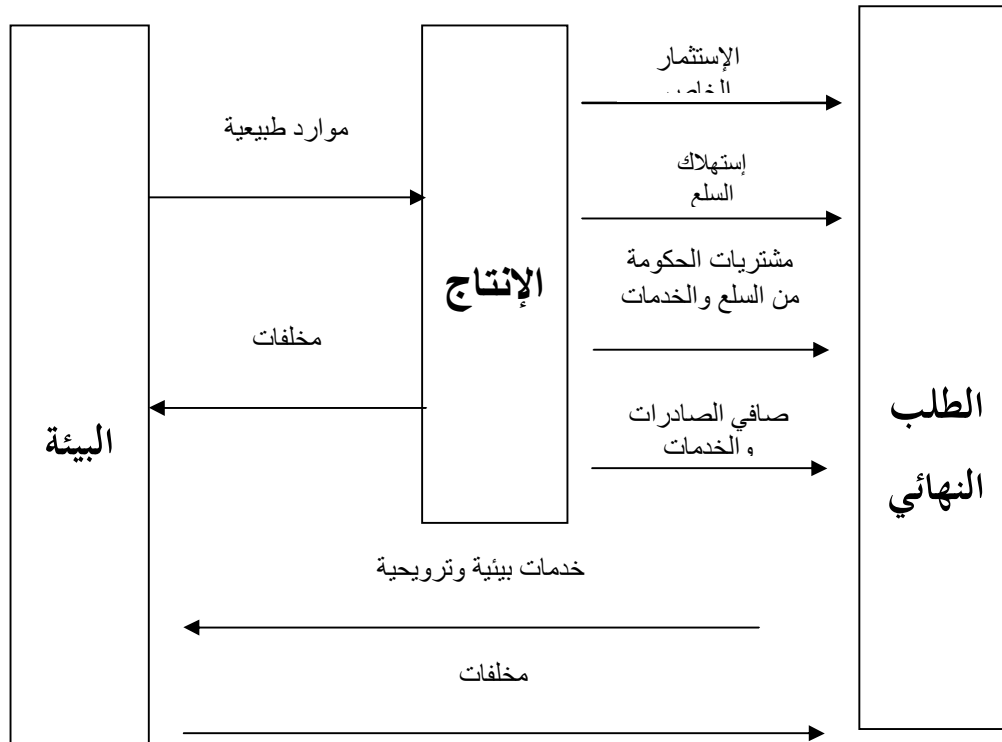 الإستثمار
الخاص
موارد طبيعية
إستهلاك
السلع
مشتريات الحكومة
من السلع والخدمات
الإنتاج
مخلفات
صافي الصادرات
والخدمات
الطلب
النهائي
البيئة
خدمات بيئية وترويحية
مخلفات